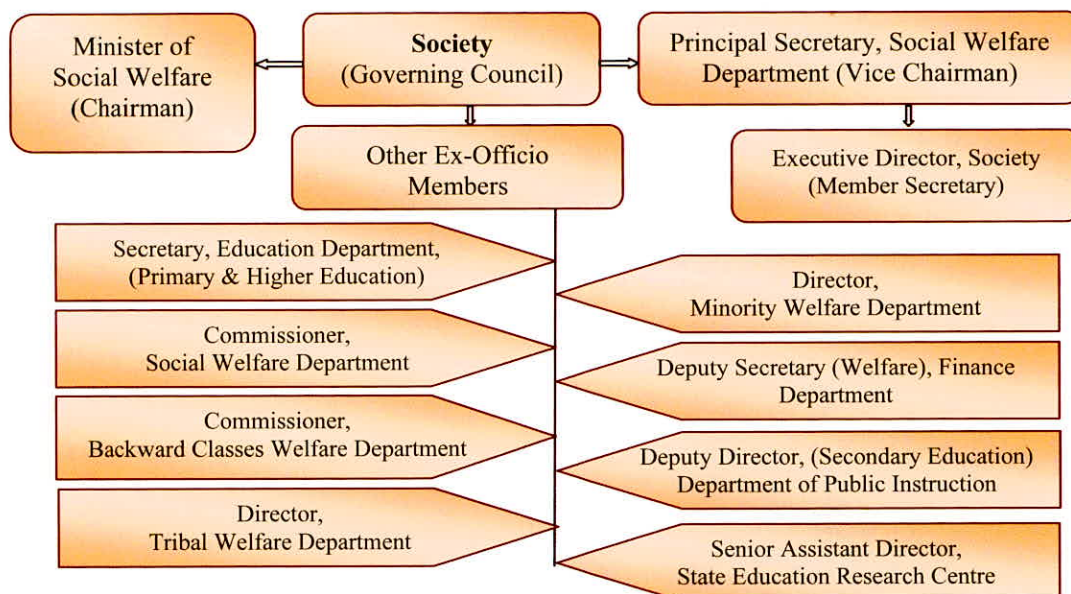 Minister of
Social Welfare
(Chairman)
Society
(Governing Council)
Principal Secretary, Social Welfare
Department (Vice Chairman)
Other Ex-Officio
Members
Executive Director, Society
(Member Secretary)
Secretary, Education Department,
(Primary & Higher Education)
Director,
Minority Welfare Department
Commissioner,
Social Welfare Department
Deputy Secretary (Welfare), Finance
Department
Commissioner,
Backward Classes Welfare Department
Deputy Director, (Secondary Education)
Department of Public Instruction
Director,
Tribal Welfare Department
Senior Assistant Director,
State Education Research Centre